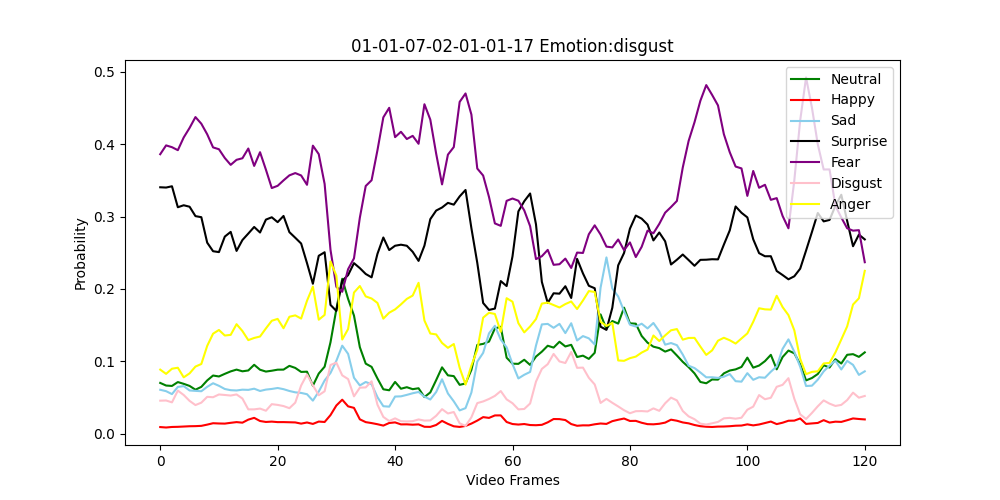 01-01-07-02-01-01-17 Emotion:disgust
Probability
0.5
0.4
0.3
0.2
0.1
0.0
Neutral
Happy
Sad
Surprise
Fear
Disgust
Anger
0 20 40 60 80 100 120
Video Frames